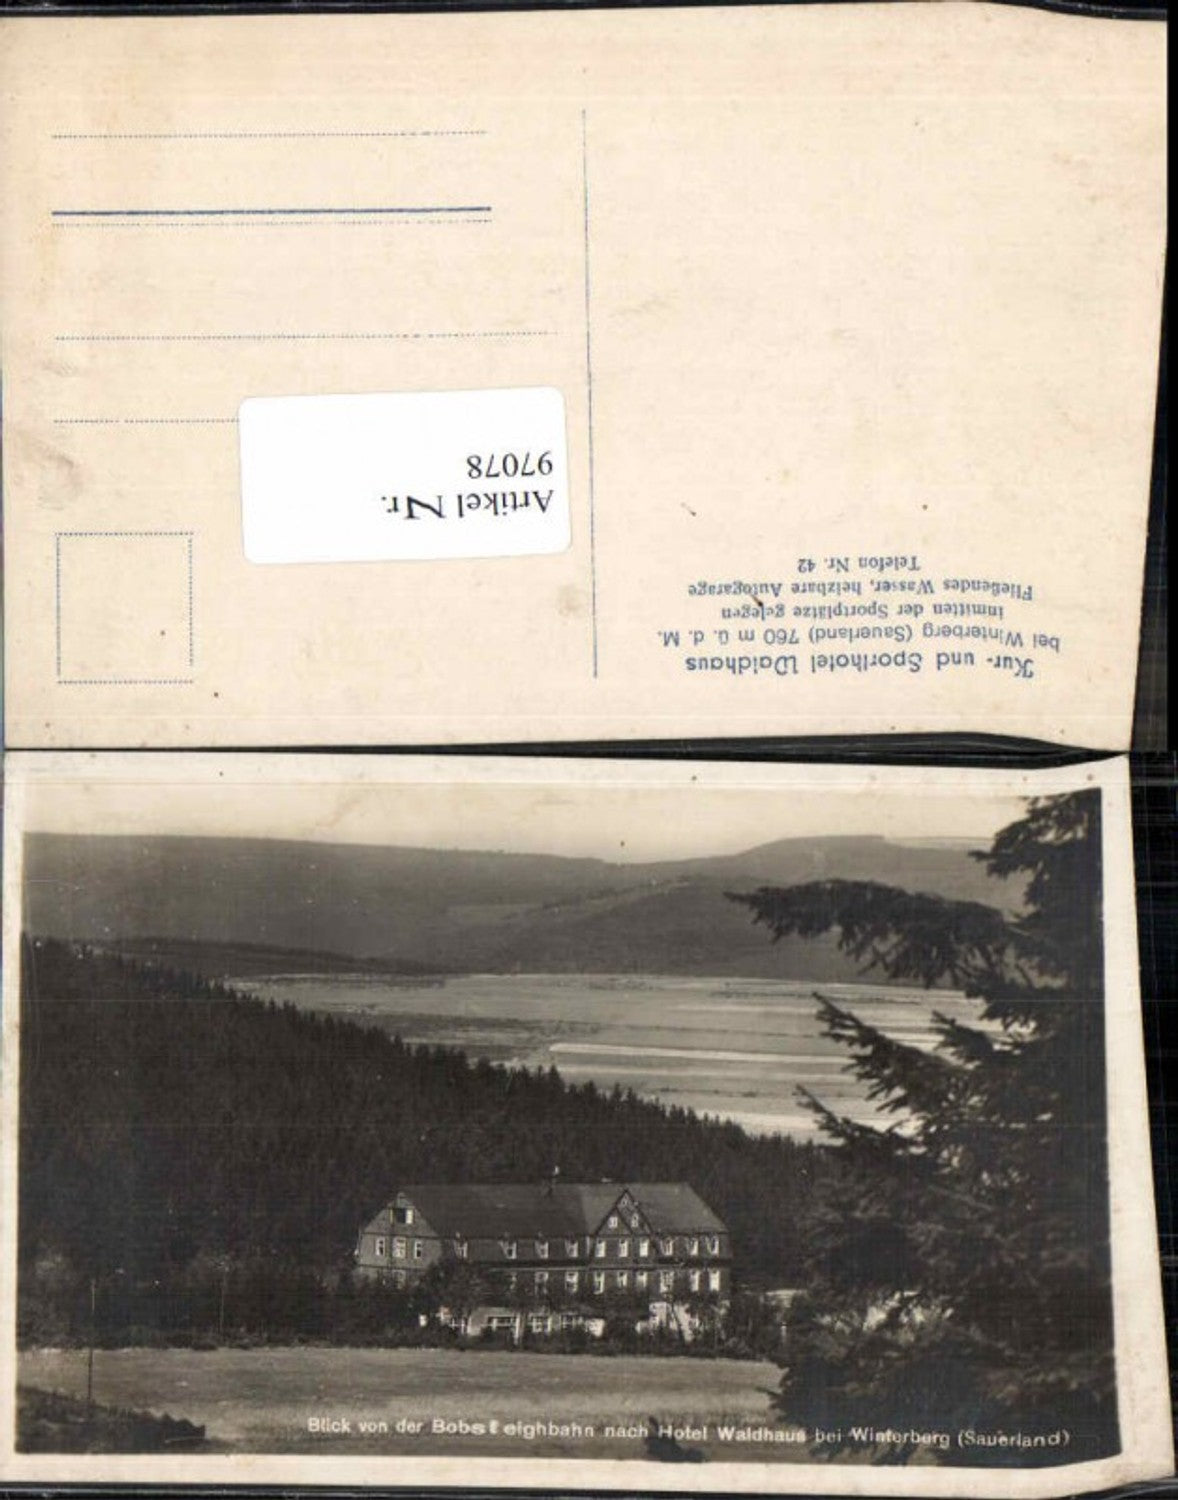 Kur- und Sporthotel Waldhaus
bei Winterberg (Sauerland) 760 m ü. d. M.
inmitten der Sportplätze gelegen
Fließendes Wasser, heizbare Autogarage
Telefon Nr. 42
Artikel Nr.
97078
Blick von der Bobsleighbahn nach Hotel Waldhaus bei Winterberg (Sauerland)